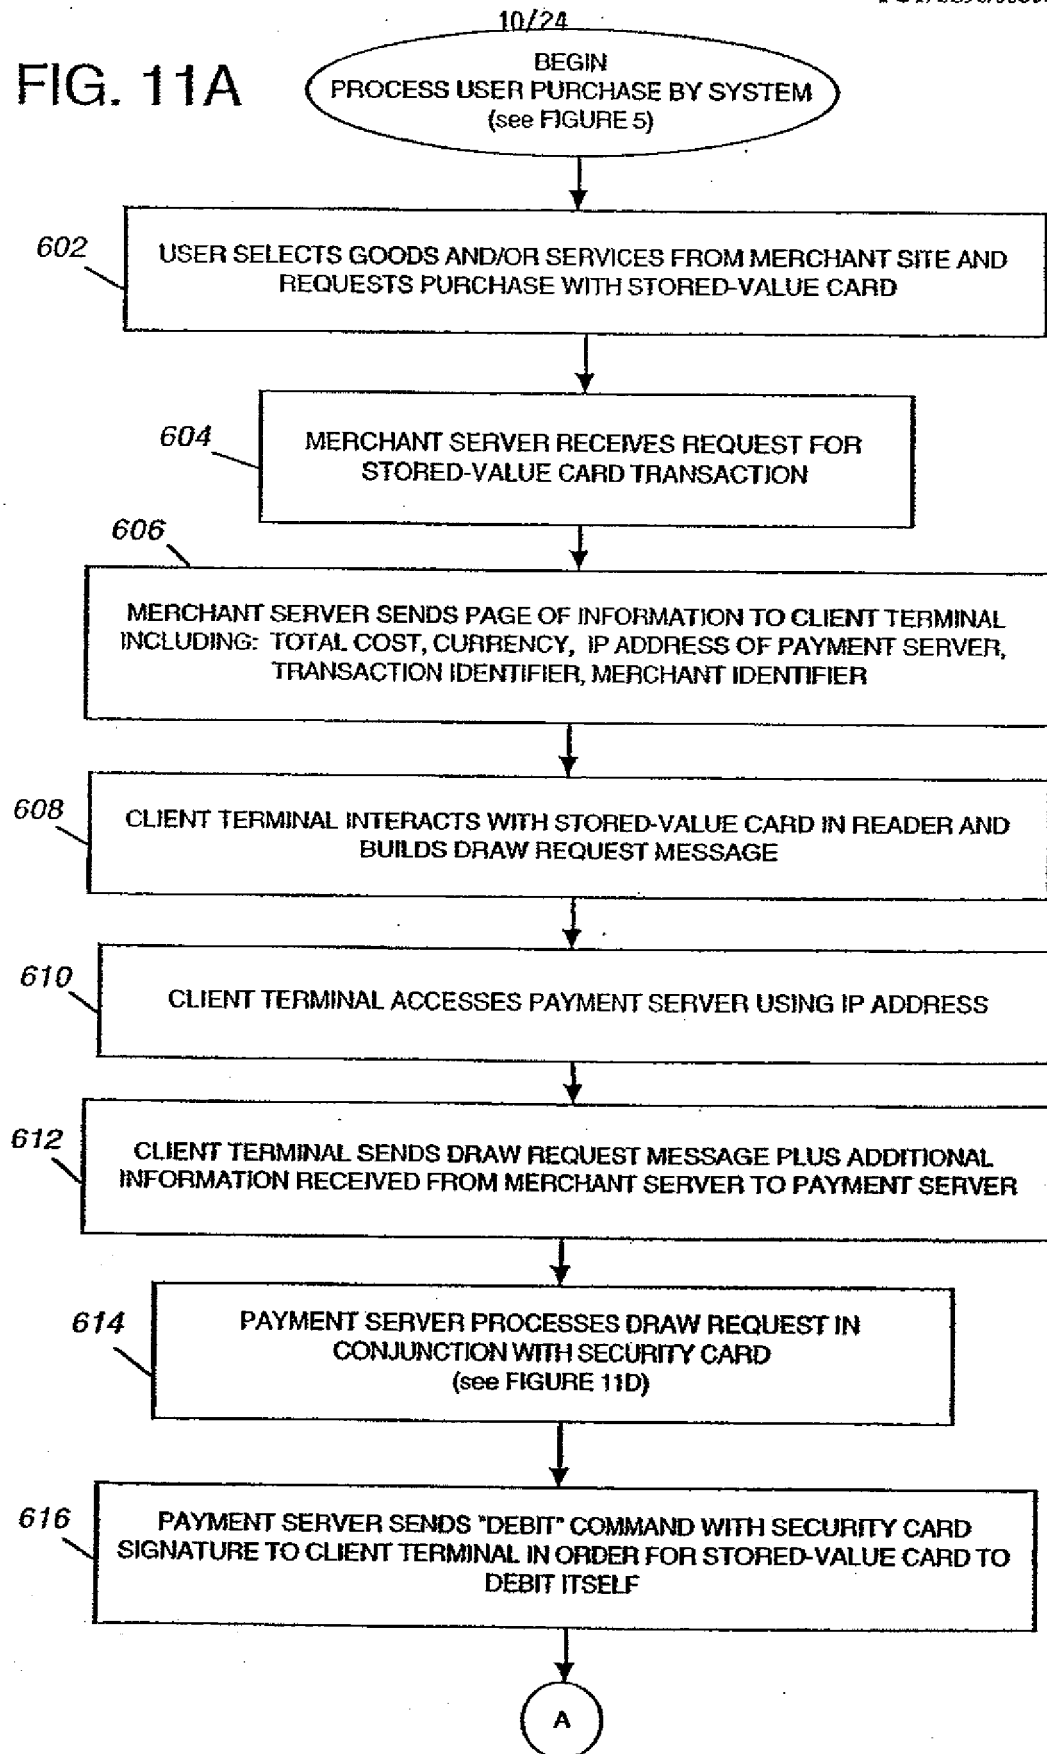 10/24
FIG. 11A
BEGIN
PROCESS USER PURCHASE BY SYSTEM
(see FIGURE 5)
602
USER SELECTS GOODS AND/OR SERVICES FROM MERCHANT SITE AND
REQUESTS PURCHASE WITH STORED-VALUE CARD
604
MERCHANT SERVER RECEIVES REQUEST FOR
STORED-VALUE CARD TRANSACTION
606
MERCHANT SERVER SENDS PAGE OF INFORMATION TO CLIENT TERMINAL
INCLUDING: TOTAL COST, CURRENCY, IP ADDRESS OF PAYMENT SERVER,
TRANSACTION IDENTIFIER, MERCHANT IDENTIFIER
608
CLIENT TERMINAL INTERACTS WITH STORED-VALUE CARD IN READER AND
BUILDS DRAW REQUEST MESSAGE
610
CLIENT TERMINAL ACCESSES PAYMENT SERVER USING IP ADDRESS
612
CLIENT TERMINAL SENDS DRAW REQUEST MESSAGE PLUS ADDITIONAL
INFORMATION RECEIVED FROM MERCHANT SERVER TO PAYMENT SERVER
614
PAYMENT SERVER PROCESSES DRAW REQUEST IN
CONJUNCTION WITH SECURITY CARD
(see FIGURE 11D)
616
PAYMENT SERVER SENDS "DEBIT" COMMAND WITH SECURITY CARD
SIGNATURE TO CLIENT TERMINAL IN ORDER FOR STORED-VALUE CARD TO
DEBIT ITSELF
A